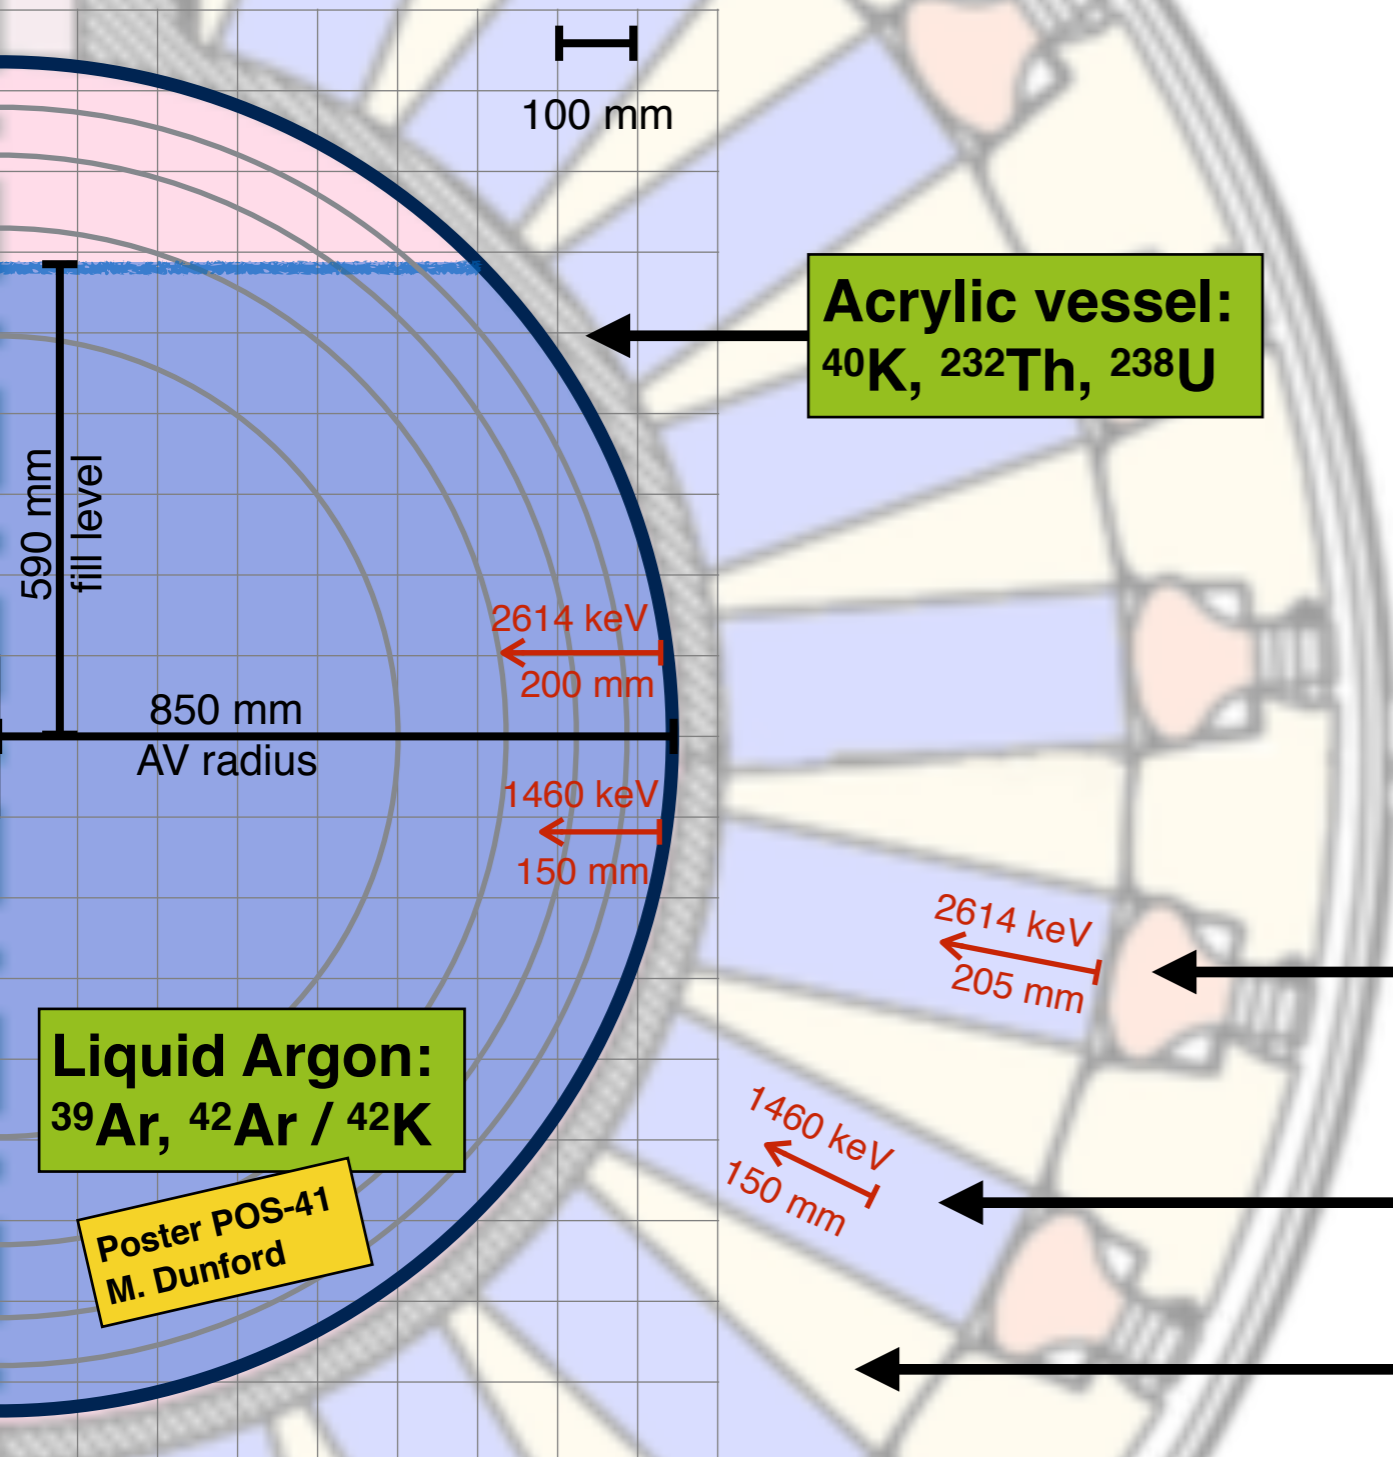 100 mm
Acrylic vessel:
⁴⁰K, ²³²Th, ²³⁸U
590 mm
fill level
2614 keV
200 mm
850 mm
AV radius
1460 keV
150 mm
2614 keV
205 mm
Liquid Argon:
³⁹Ar, ⁴²Ar / ⁴²K
1460 keV
150 mm
Poster POS-41
M. Dunford